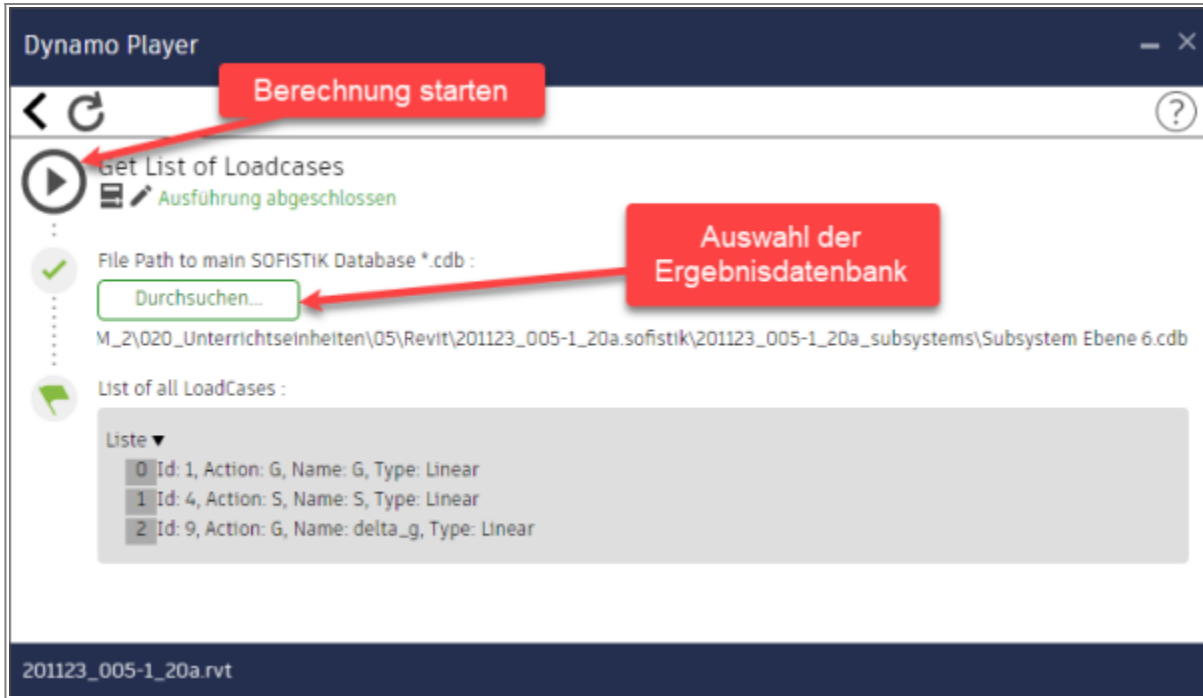 Dynamo Player
Berechnung starten
Get List of Loadcases
Ausführung abgeschlossen
Auswahl der
Ergebnisdatenbank
File Path to main SOFiSTiK Database *.cdb :
Durchsuchen...
M_2\020_Unterrichtseinheiten\05\Revit\201123_005-1_20a.sofistik\201123_005-1_20a_subsystems\Subsystem Ebene 6.cdb
List of all LoadCases :
Liste ▼
0 Id: 1, Action: G, Name: G, Type: Linear
1 Id: 4, Action: S, Name: S, Type: Linear
2 Id: 9, Action: G, Name: delta_g, Type: Linear
201123_005-1_20a.rvt